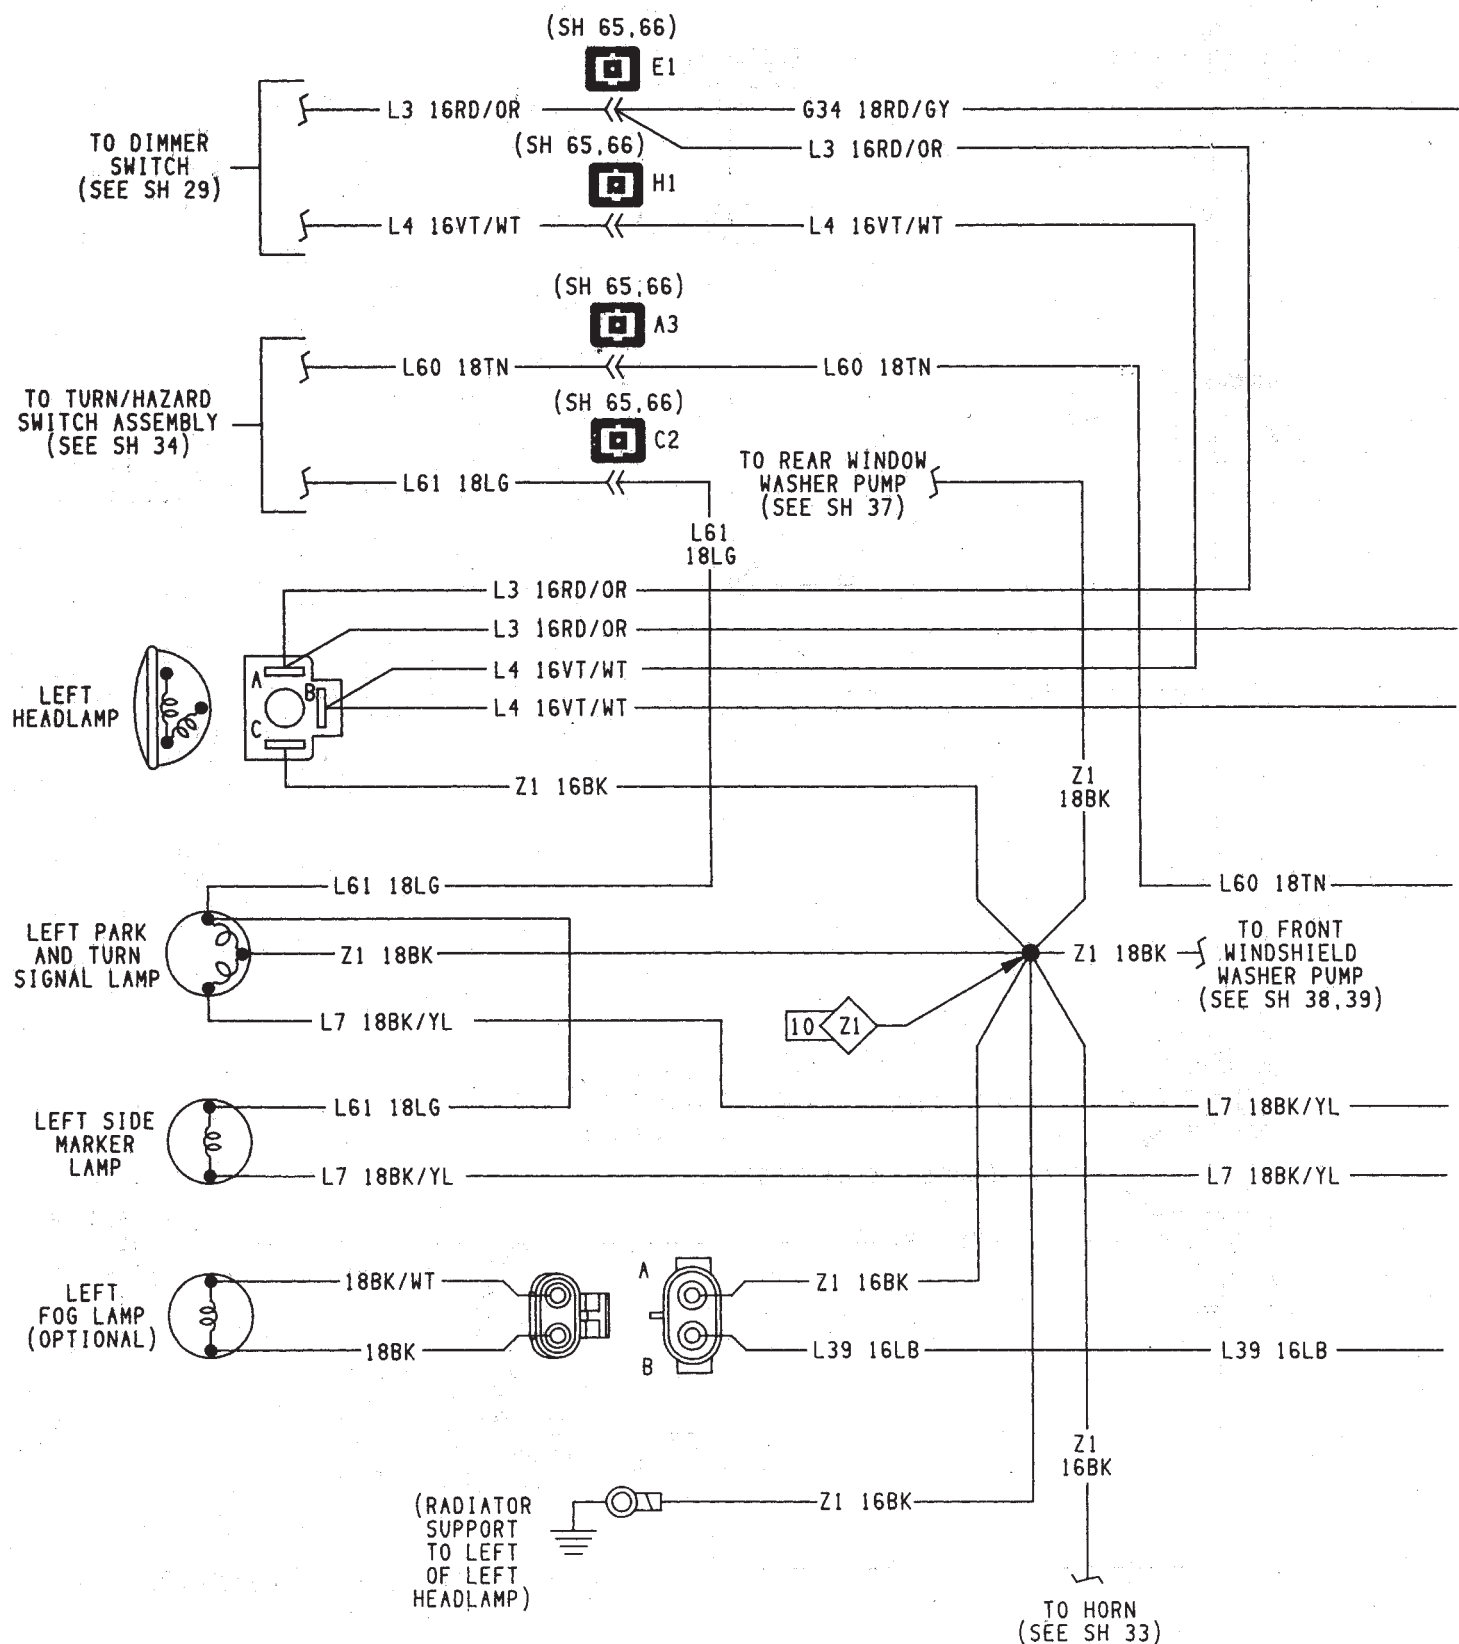 (SH 65,66)
E1
L3 16RD/OR
G34 18RD/GY
TO DIMMER
SWITCH
(SEE SH 29)
(SH 65,66)
L3 16RD/OR
H1
L4 16VT/WT
L4 16VT/WT
(SH 65,66)
A3
L60 18TN
L60 18TN
TO TURN/HAZARD
SWITCH ASSEMBLY
(SEE SH 34)
(SH 65,66)
C2
L61 18LG
TO REAR WINDOW
WASHER PUMP
(SEE SH 37)
L61
18LG
L3 16RD/OR
L3 16RD/OR
L4 16VT/WT
L4 16VT/WT
LEFT
HEADLAMP
A
B
C
Z1 16BK
Z1
18BK
L61 18LG
L60 18TN
LEFT PARK
AND TURN
SIGNAL LAMP
Z1 18BK
Z1 18BK
TO FRONT
WINDSHIELD
WASHER PUMP
(SEE SH 38,39)
L7 18BK/YL
10
Z1
LEFT SIDE
MARKER
LAMP
L61 18LG
L7 18BK/YL
L7 18BK/YL
L7 18BK/YL
LEFT
FOG LAMP
(OPTIONAL)
18BK/WT
18BK
A
B
Z1 16BK
L39 16LB
L39 16LB
Z1
16BK
(RADIATOR
SUPPORT
TO LEFT
OF LEFT
HEADLAMP)
Z1 16BK
TO HORN
(SEE SH 33)